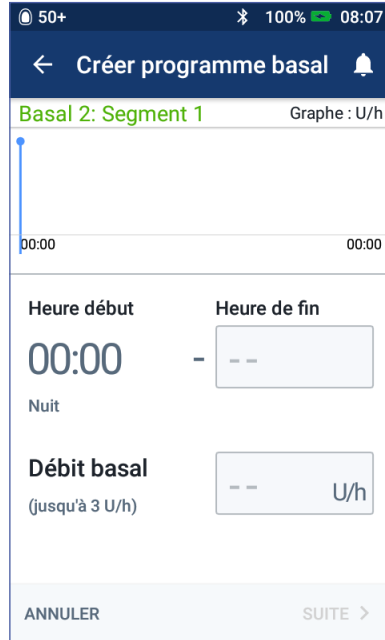 50+ 100% 08:07
Créer programme basal
Basal 2: Segment 1 Graphe : U/h
00:00 00:00
Heure début Heure de fin
00:00 - --
Nuit
Débit basal -- U/h
(jusqu'à 3 U/h)
ANNULER SUITE >